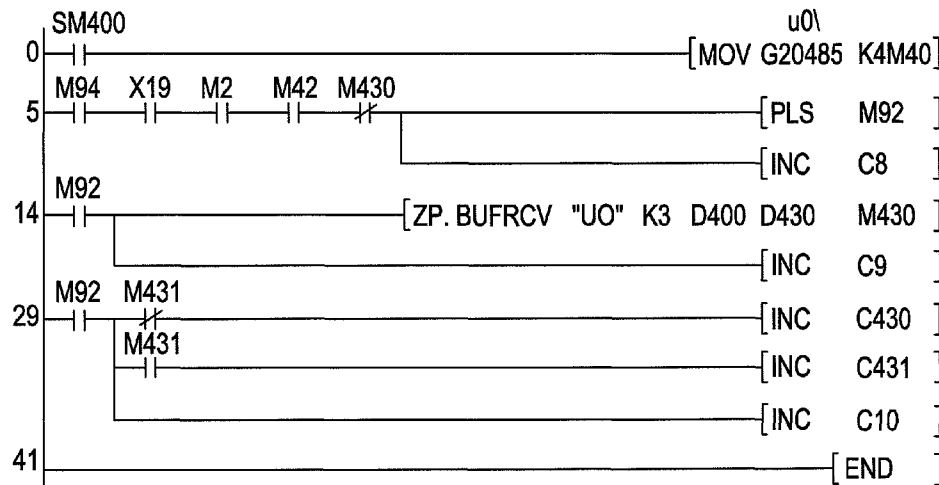 SM400 u0\
0 MOV G20485 K4M40
M94 X19 M2 M42 M430
5 PLS M92
INC C8
M92
14 ZP.BUFRCV "UO" K3 D400 D430 M430
INC C9
M92 M431
29 INC C430
M431
INC C431
INC C10
41 END